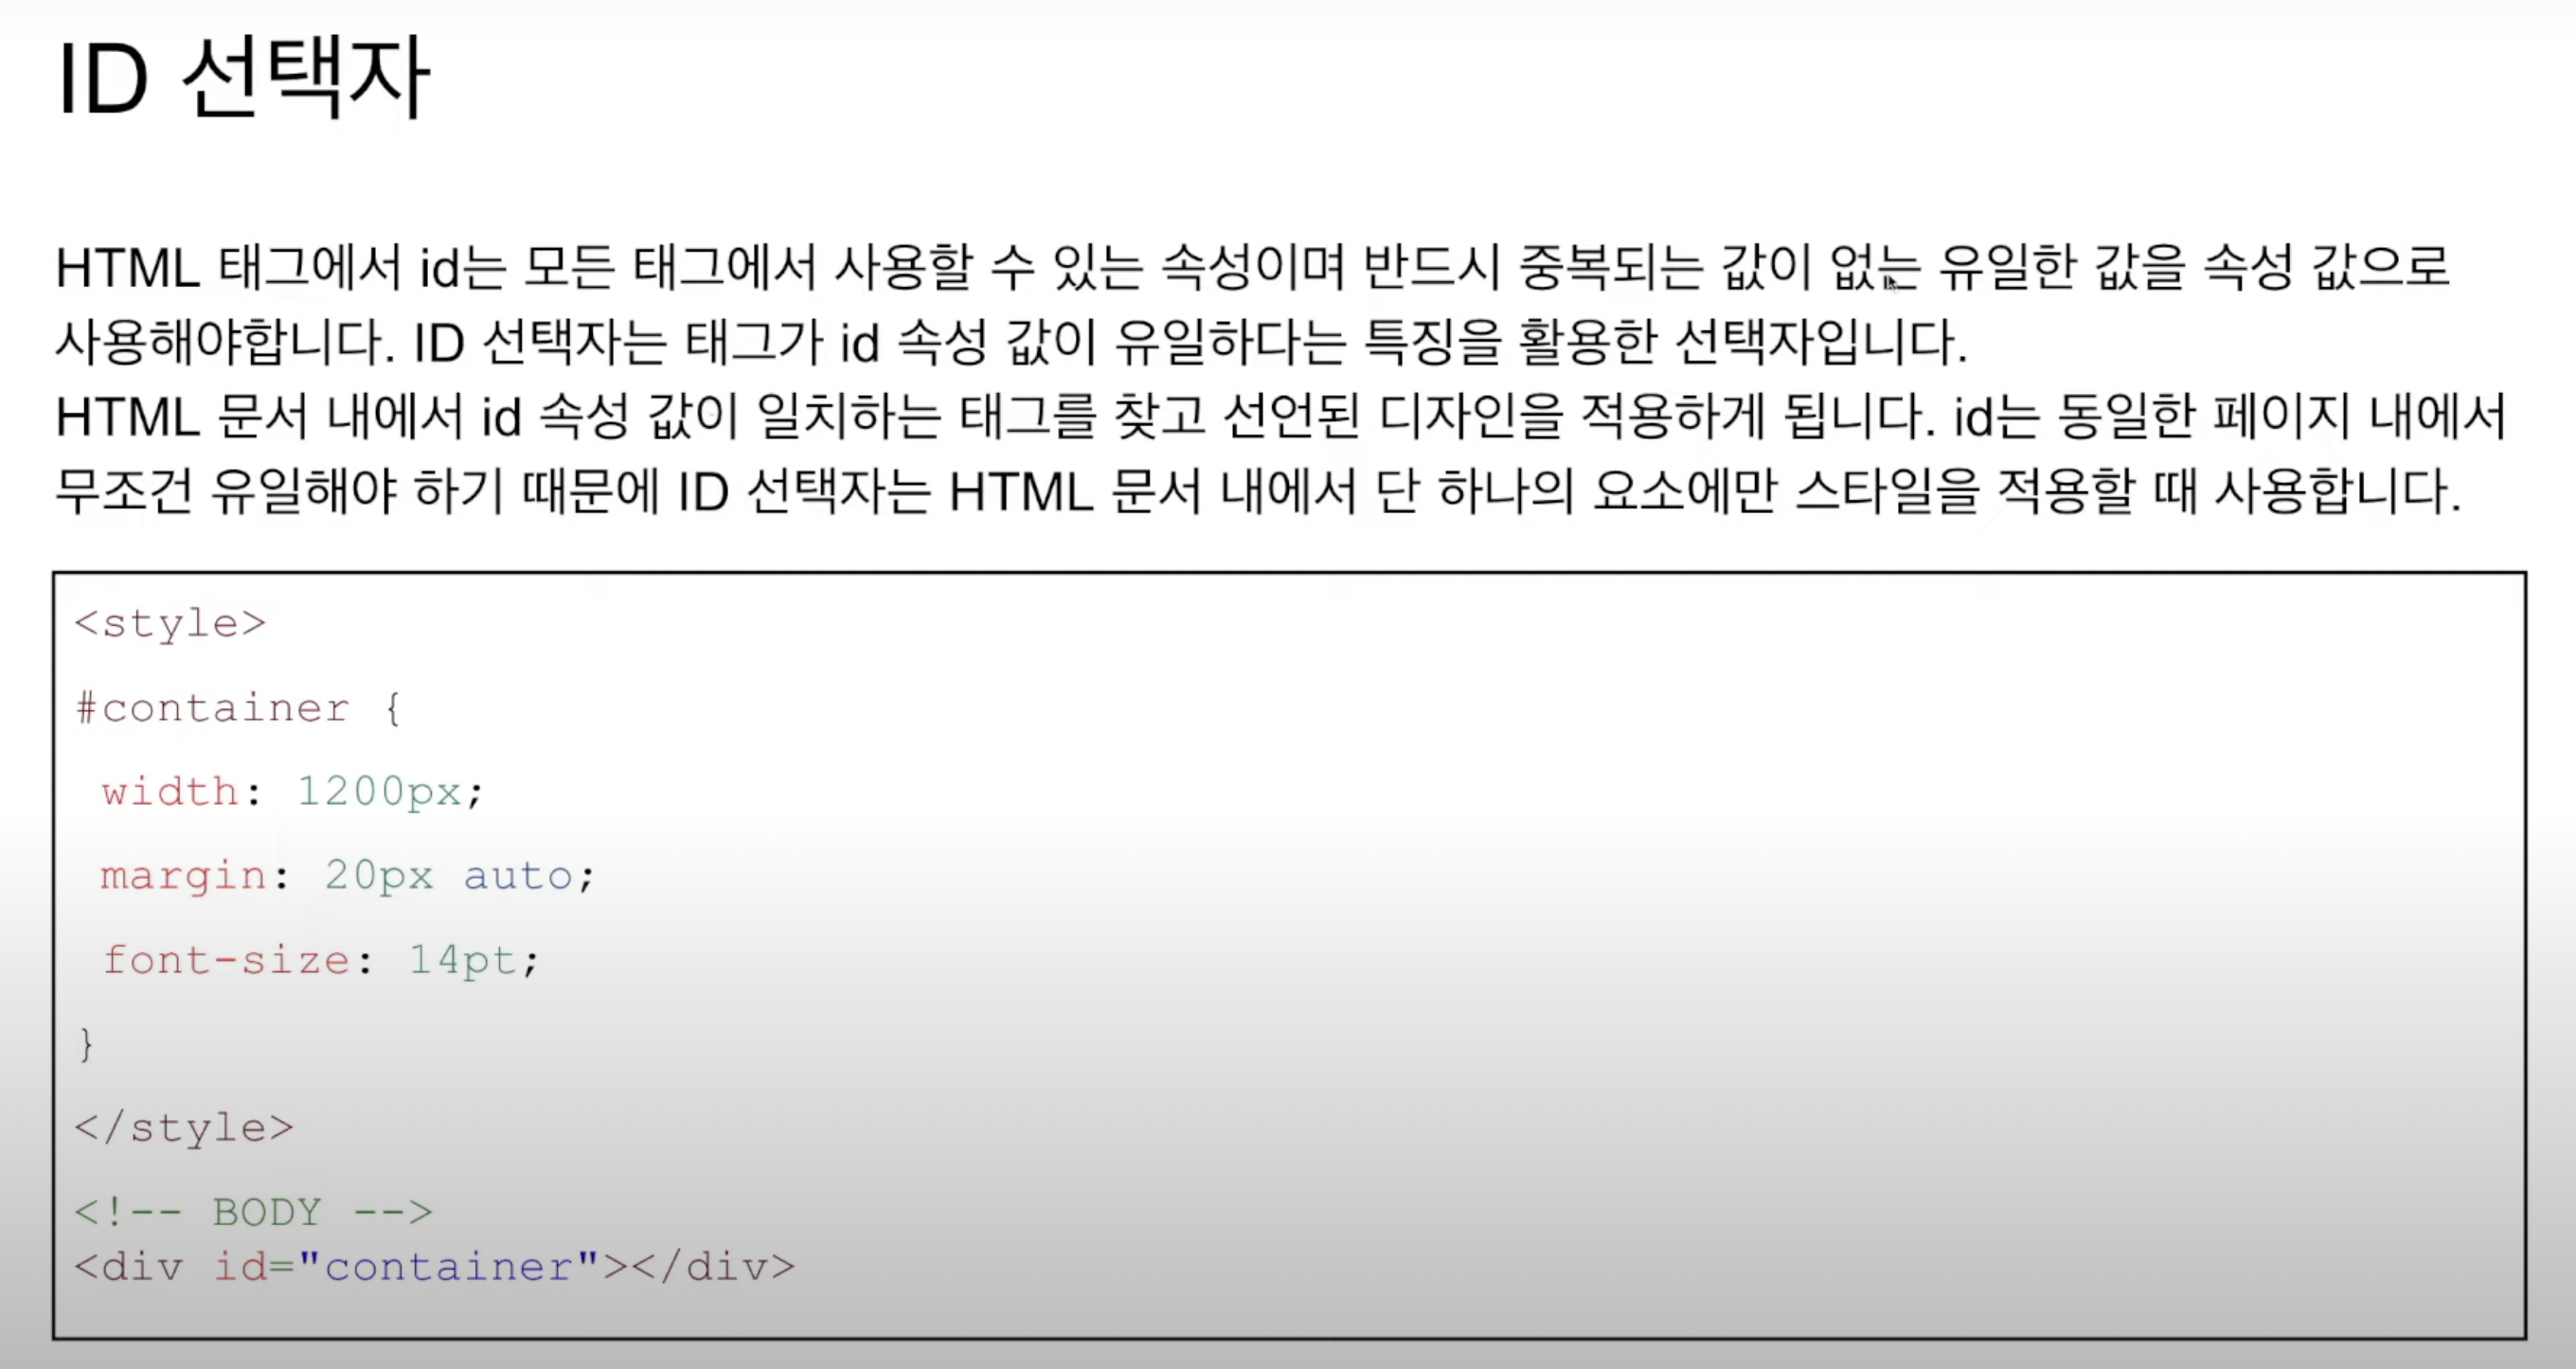 ID 선택자
HTML 태그에서 id는 모든 태그에서 사용할 수 있는 속성이며 반드시 중복되는 값이 없는 유일한 값을 속성 값으로
사용해야합니다. ID 선택자는 태그가 id 속성 값이 유일하다는 특징을 활용한 선택자입니다.
HTML 문서 내에서 id 속성 값이 일치하는 태그를 찾고 선언된 디자인을 적용하게 됩니다. id는 동일한 페이지 내에서
무조건 유일해야 하기 때문에 ID 선택자는 HTML 문서 내에서 단 하나의 요소에만 스타일을 적용할 때 사용합니다.
<style>
#container {
width: 1200px;
margin: 20px auto;
font-size: 14pt;
}
</style>
<!-- BODY -->
<div id="container"></div>